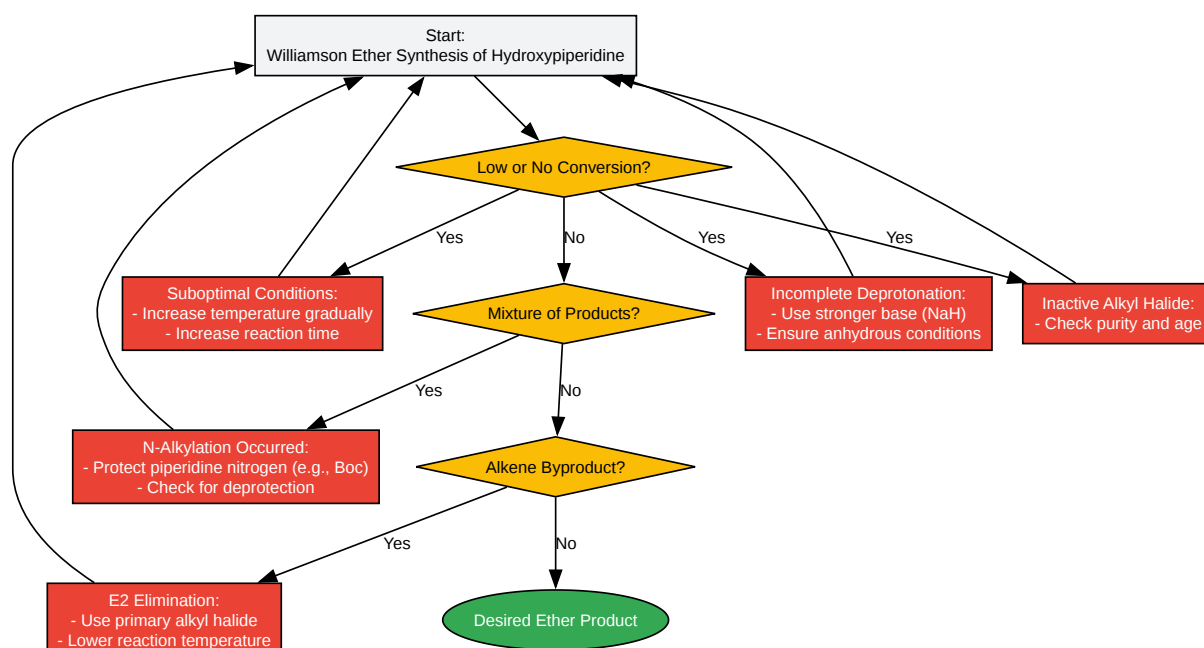 Start:
Williamson Ether Synthesis of Hydroxypiperidine
Low or No Conversion?
Yes
No
Yes
Yes
Suboptimal Conditions:
- Increase temperature gradually
- Increase reaction time
Mixture of Products?
Incomplete Deprotonation:
- Use stronger base (NaH)
- Ensure anhydrous conditions
Inactive Alkyl Halide:
- Check purity and age
Yes
No
N-Alkylation Occurred:
- Protect piperidine nitrogen (e.g., Boc)
- Check for deprotection
Alkene Byproduct?
Yes
No
E2 Elimination:
- Use primary alkyl halide
- Lower reaction temperature
Desired Ether Product